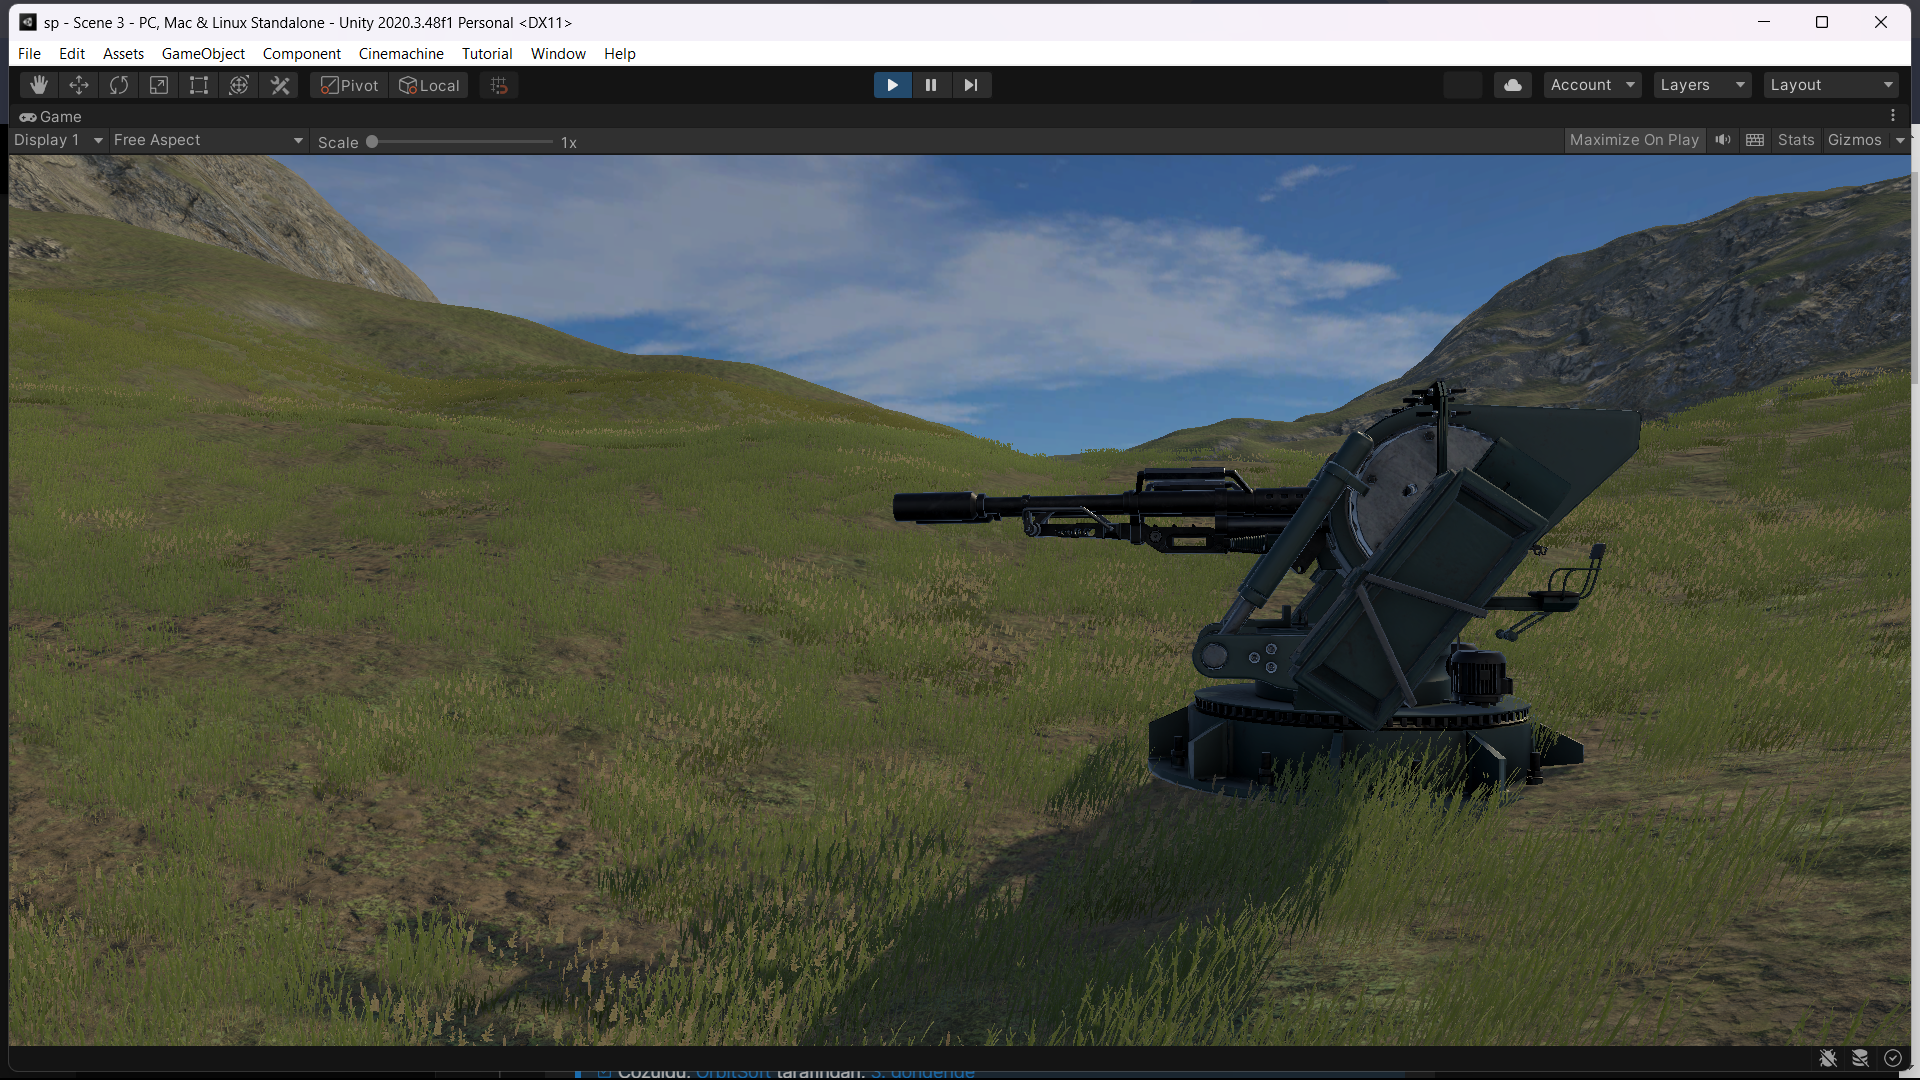 sp - Scene 3 - PC, Mac & Linux Standalone - Unity 2020.3.48f1 Personal <DX11>
File Edit Assets GameObject Component Cinemachine Tutorial Window Help
Pivot Local Account Layers Layout
Game
Display 1 Free Aspect Scale 1x Maximize On Play Stats Gizmos
Çözüldü: OrbitSoft tarafından: 3. gönderide